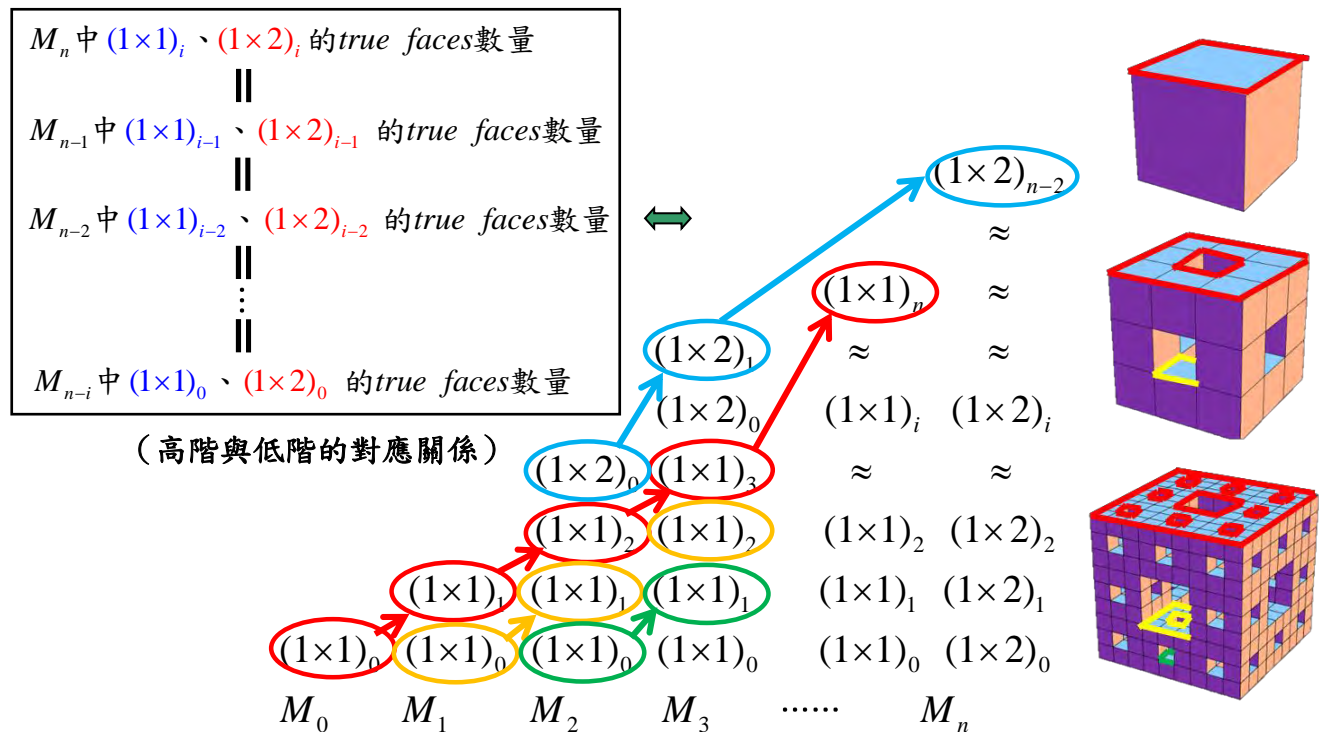 Mₙ中(1×1)ᵢ、(1×2)ᵢ的true faces數量
||
Mₙ₋₁中(1×1)ᵢ₋₁、(1×2)ᵢ₋₁ 的true faces數量
||
Mₙ₋₂中(1×1)ᵢ₋₂、(1×2)ᵢ₋₂ 的true faces數量
||
⋮
||
Mₙ₋ᵢ中(1×1)₀、(1×2)₀ 的true faces數量
(高階與低階的對應關係)
(1×2)ₙ₋₂
≈
(1×1)ₙ ≈
(1×2)₁ ≈ ≈
(1×2)₀ (1×1)ᵢ (1×2)ᵢ
(1×2)₀ (1×1)₃ ≈ ≈
(1×1)₂ (1×1)₂ (1×1)₂ (1×2)₂
(1×1)₁ (1×1)₁ (1×1)₁ (1×1)₁ (1×2)₁
(1×1)₀ (1×1)₀ (1×1)₀ (1×1)₀ (1×1)₀ (1×2)₀
M₀ M₁ M₂ M₃ ⋯⋯ Mₙ